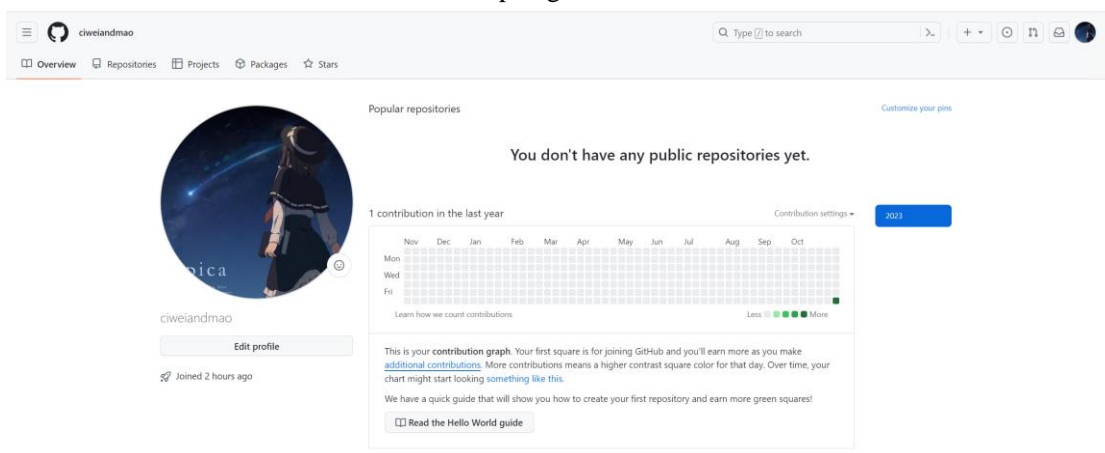 ciweiandmao
Type / to search
Overview Repositories Projects Packages Stars
Popular repositories
Customize your pins
You don't have any public repositories yet.
1 contribution in the last year
Contribution settings
2023
Nov Dec Jan Feb Mar Apr May Jun Jul Aug Sep Oct
Mon
Wed
Fri
Learn how we count contributions
Less More
pica
ciweiandmao
Edit profile
Joined 2 hours ago
This is your contribution graph. Your first square is for joining GitHub and you'll earn more as you make
additional contributions. More contributions means a higher contrast square color for that day. Over time, your
chart might start looking something like this.
We have a quick guide that will show you how to create your first repository and earn more green squares!
Read the Hello World guide